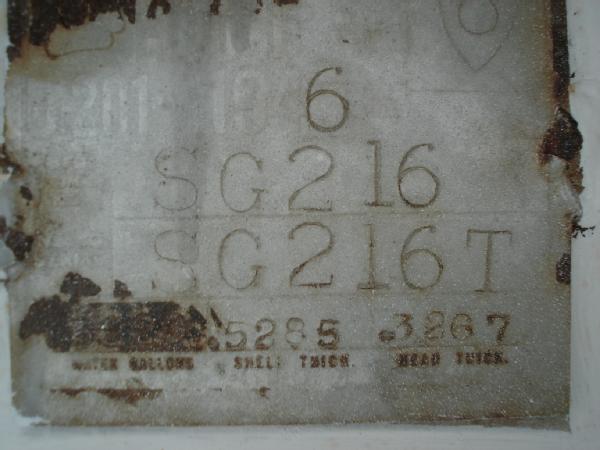 6
SG216
SG216T
.5285 .3267
WATER GALLONS SHELL THICK. HEAD THICK.